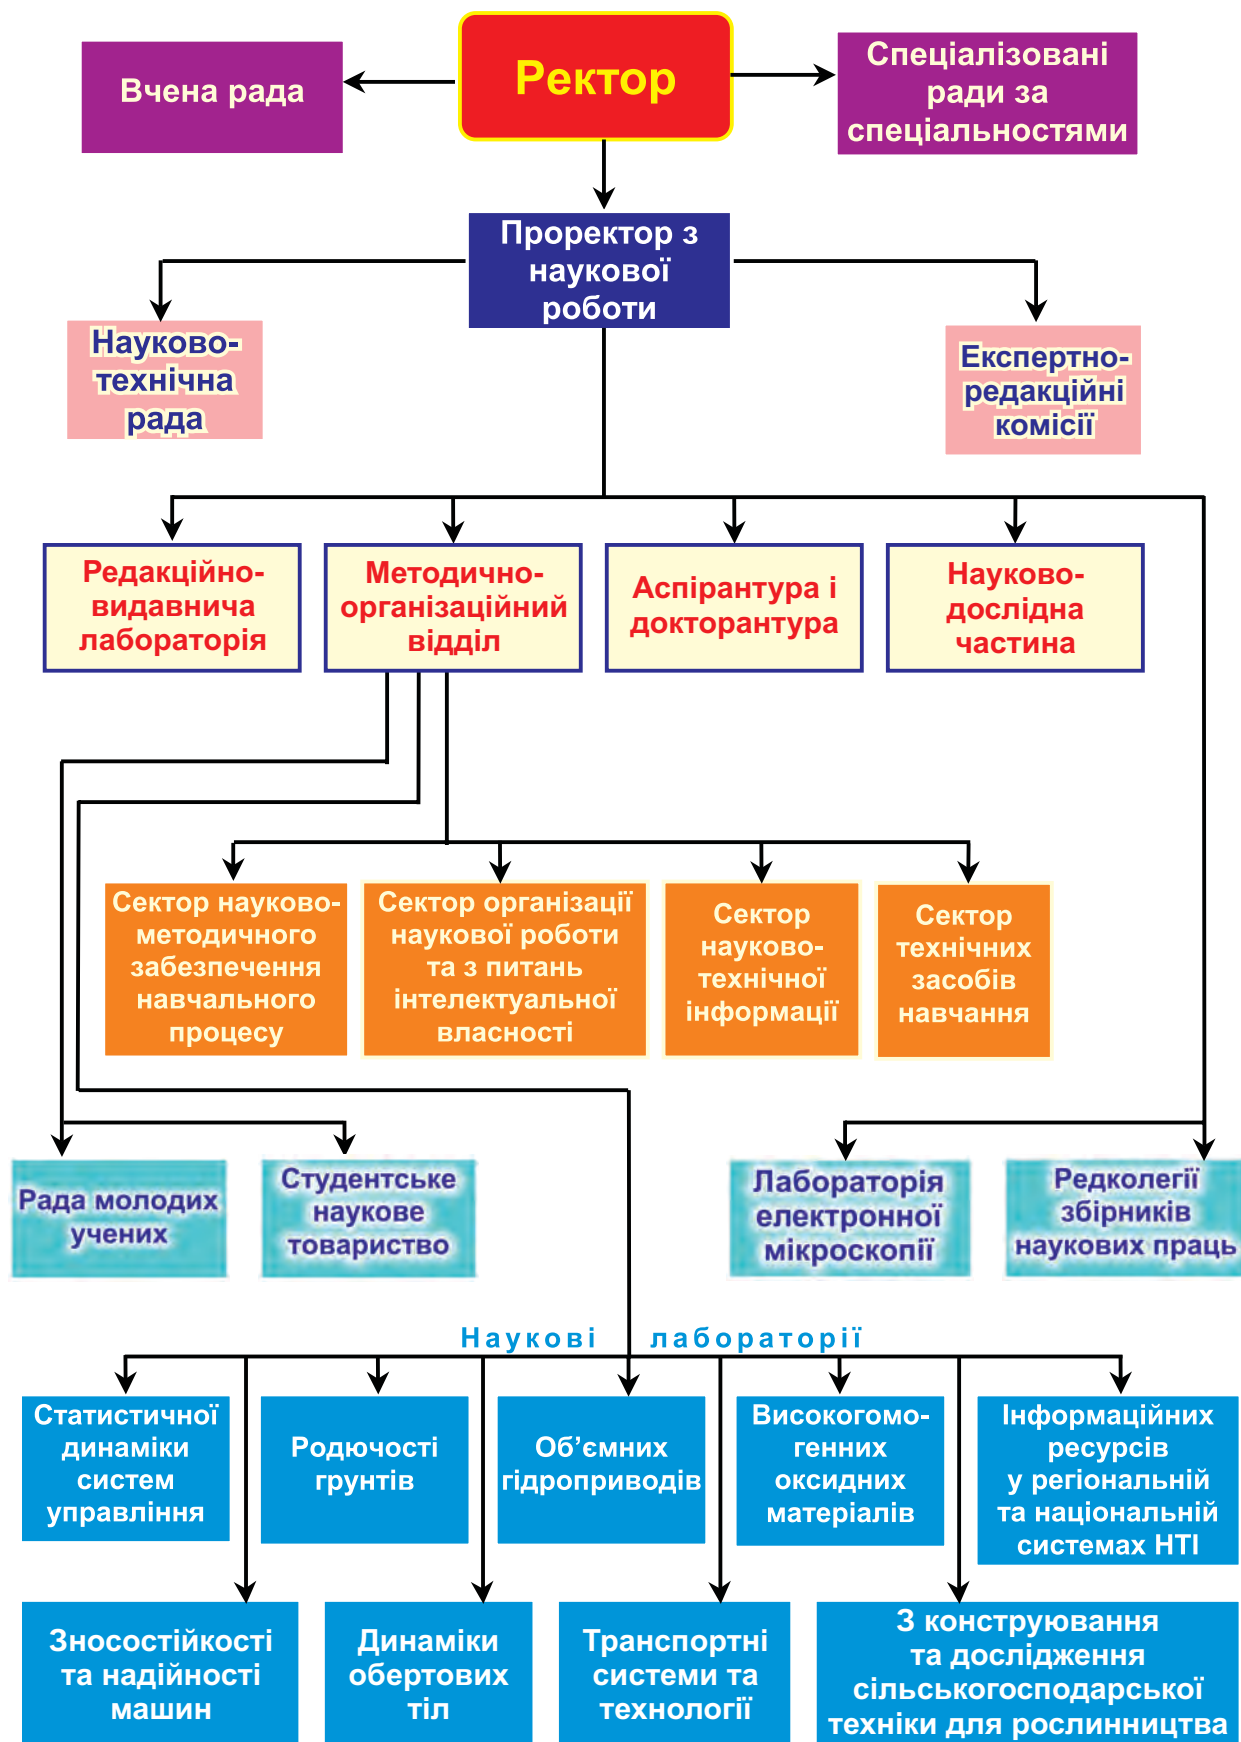 Ректор
Вчена рада
Спеціалізовані
ради за
спеціальностями
Проректор з
наукової
роботи
Науково-
технічна
рада
Експертно-
редакційні
комісії
Редакційно-
видавнича
лабораторія
Методично-
організаційний
відділ
Аспірантура і
докторантура
Науково-
дослідна
частина
Сектор науково-
методичного
забезпечення
навчального
процесу
Сектор організації
наукової роботи
та з питань
інтелектуальної
власності
Сектор
науково-
технічної
інформації
Сектор
технічних
засобів
навчання
Рада молодих
учених
Студентське
наукове
товариство
Лабораторія
електронної
мікроскопії
Редколегії
збірників
наукових праць
Наукові лабораторії
Статистичної
динаміки
систем
управління
Родючості
грунтів
Об’ємних
гідроприводів
Високогомо-
генних
оксидних
матеріалів
Інформаційних
ресурсів
у регіональній
та національній
системах НТІ
Зносостійкості
та надійності
машин
Динаміки
обертових
тіл
Транспортні
системи та
технології
З конструювання
та дослідження
сільськогосподарської
техніки для рослинництва